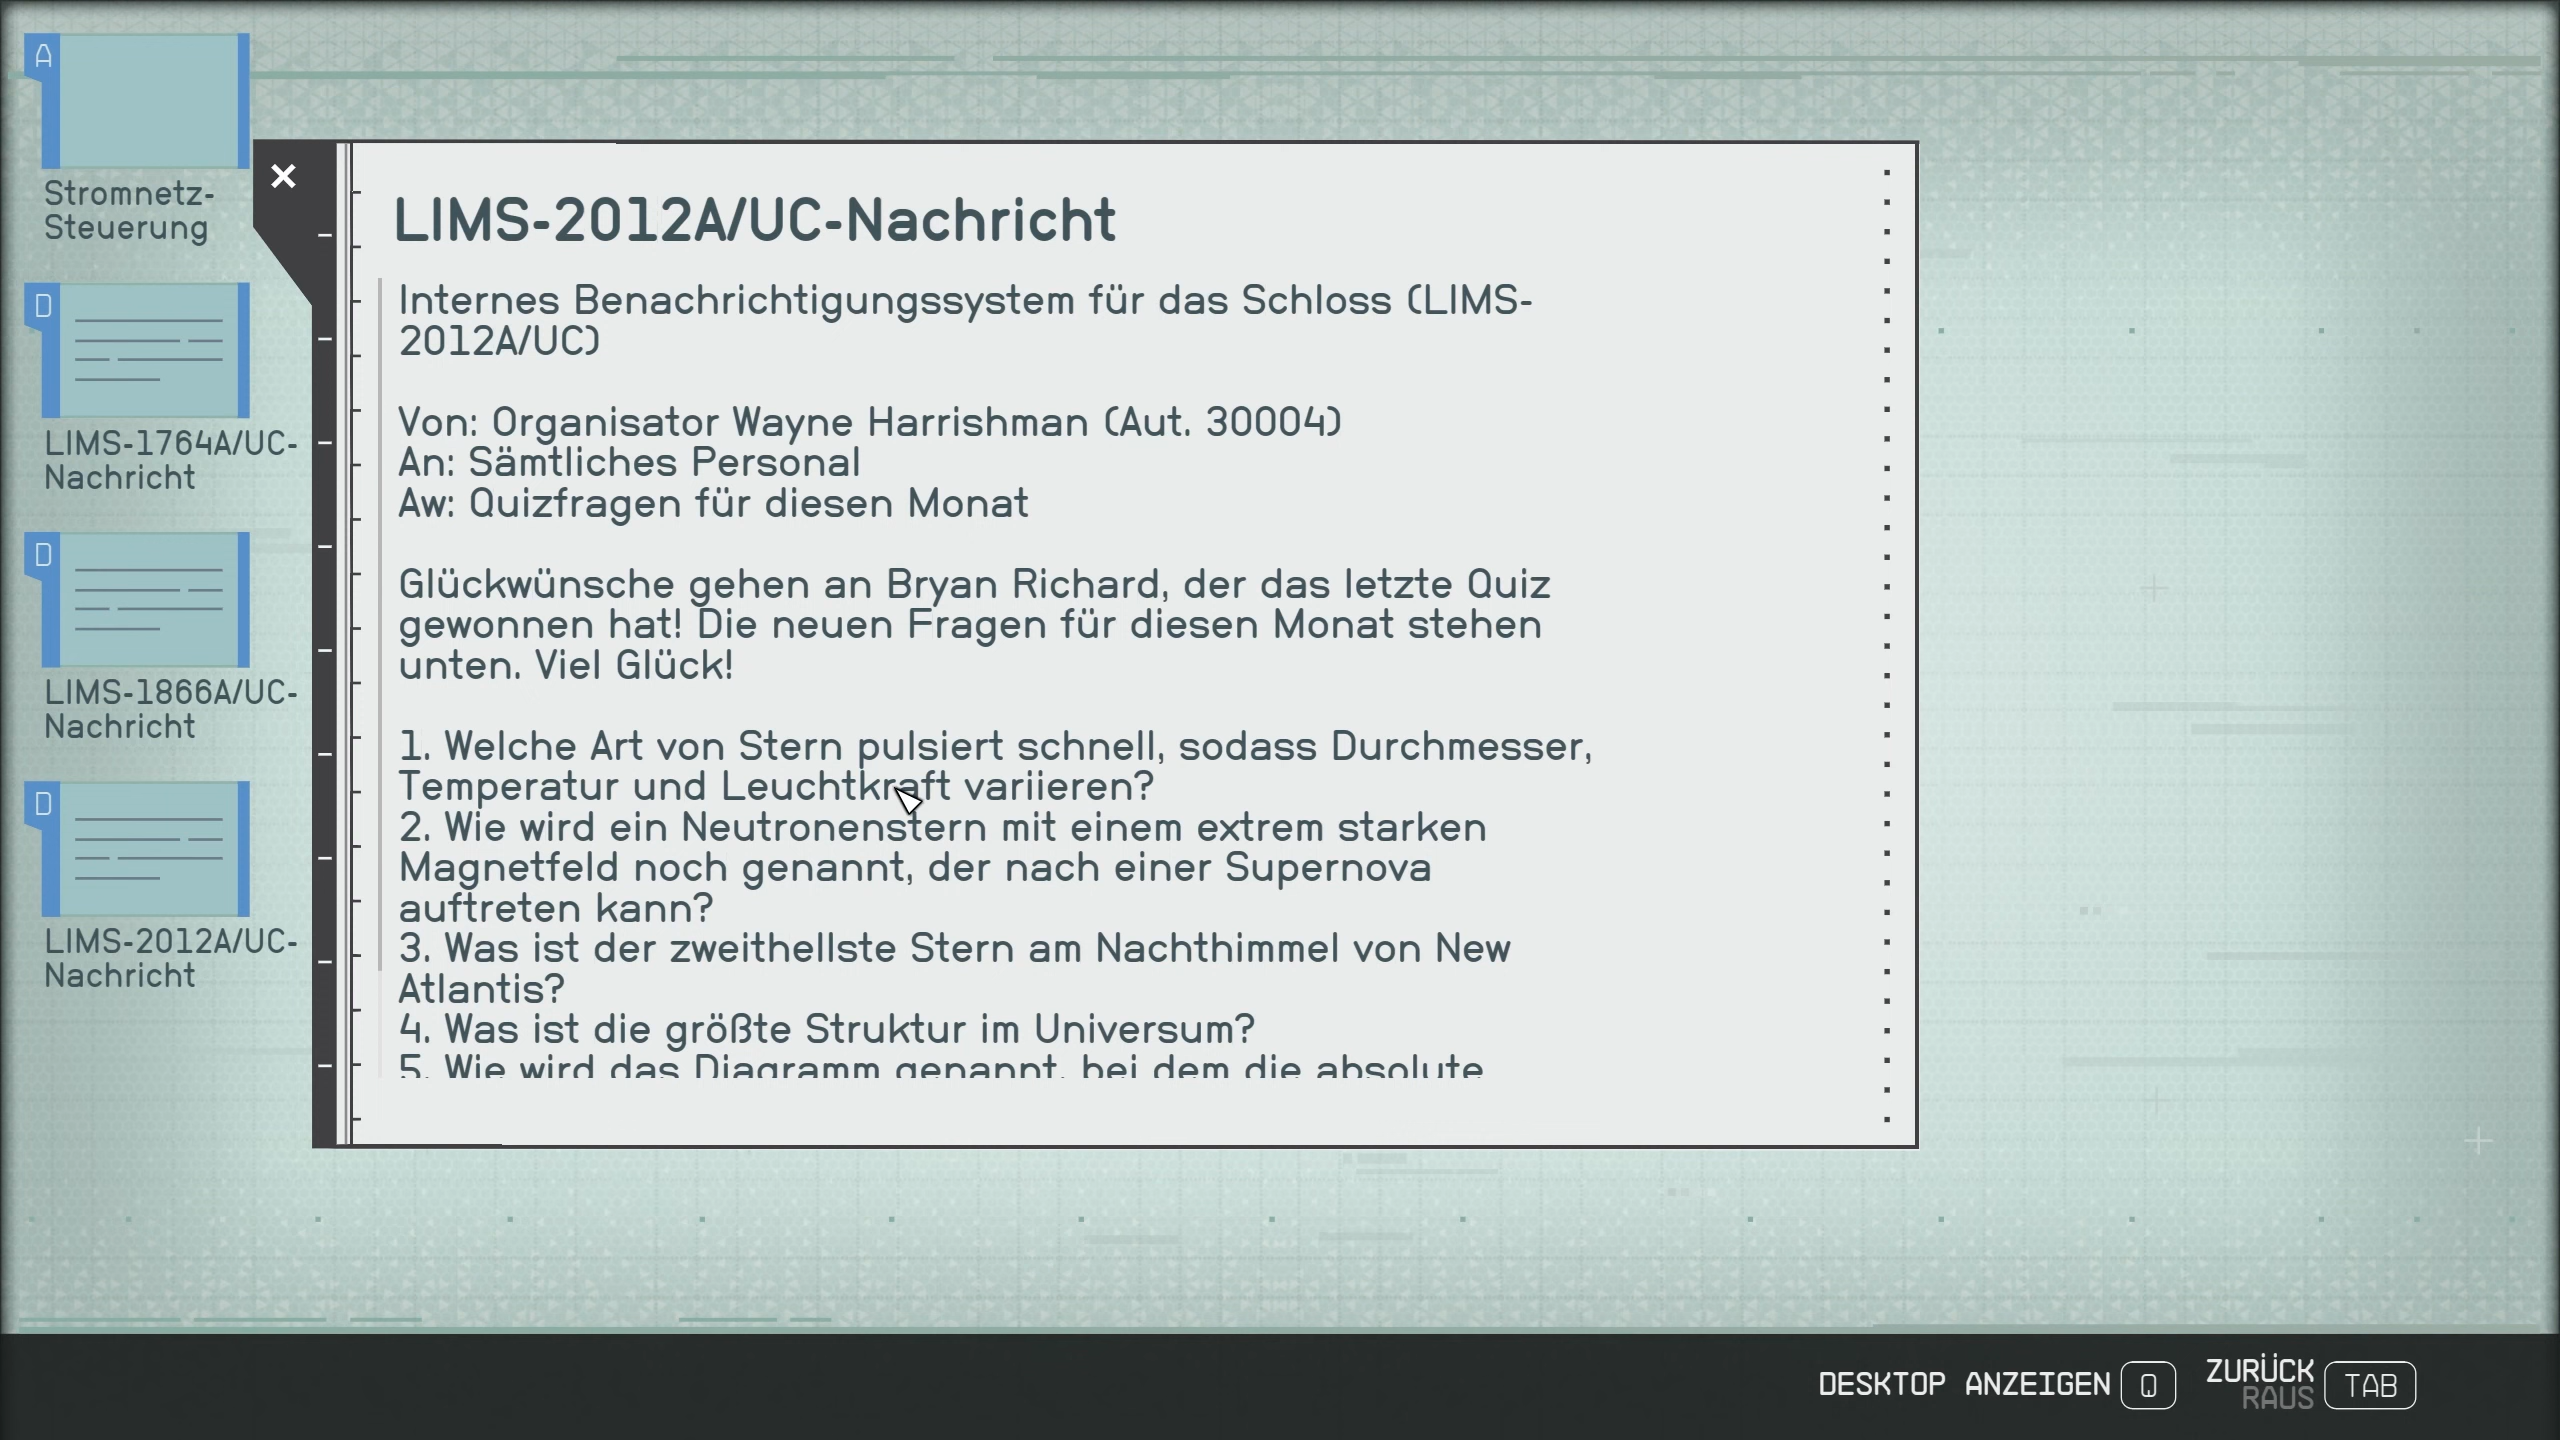 A
Stromnetz-
Steuerung
D
LIMS-1764A/UC-
Nachricht
D
LIMS-1866A/UC-
Nachricht
D
LIMS-2012A/UC-
Nachricht
LIMS-2012A/UC-Nachricht
Internes Benachrichtigungssystem für das Schloss (LIMS-
2012A/UC)
Von: Organisator Wayne Harrishman (Aut. 30004)
An: Sämtliches Personal
Aw: Quizfragen für diesen Monat
Glückwünsche gehen an Bryan Richard, der das letzte Quiz
gewonnen hat! Die neuen Fragen für diesen Monat stehen
unten. Viel Glück!
1. Welche Art von Stern pulsiert schnell, sodass Durchmesser,
Temperatur und Leuchtkraft variieren?
2. Wie wird ein Neutronenstern mit einem extrem starken
Magnetfeld noch genannt, der nach einer Supernova
auftreten kann?
3. Was ist der zweithellste Stern am Nachthimmel von New
Atlantis?
4. Was ist die größte Struktur im Universum?
5. Wie wird das Diagramm genannt, bei dem die absolute
DESKTOP ANZEIGEN Q
ZURÜCK
RAUS
TAB